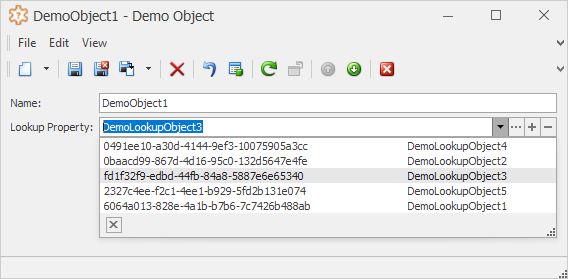 DemoObject1 - Demo Object
File Edit View
Name: DemoObject1
Lookup Property: DemoLookupObject3
0491ee10-a30d-4144-9ef3-10075905a3cc DemoLookupObject4
0baacd99-867d-4d16-95c0-132d5647e4fe DemoLookupObject2
fd1f32f9-edbd-44fb-84a8-5887e6e65340 DemoLookupObject3
2327c4ee-f2c1-4ee1-b929-5fd2b131e074 DemoLookupObject5
6064a013-828e-4a1b-b7b6-7c7426b488ab DemoLookupObject1